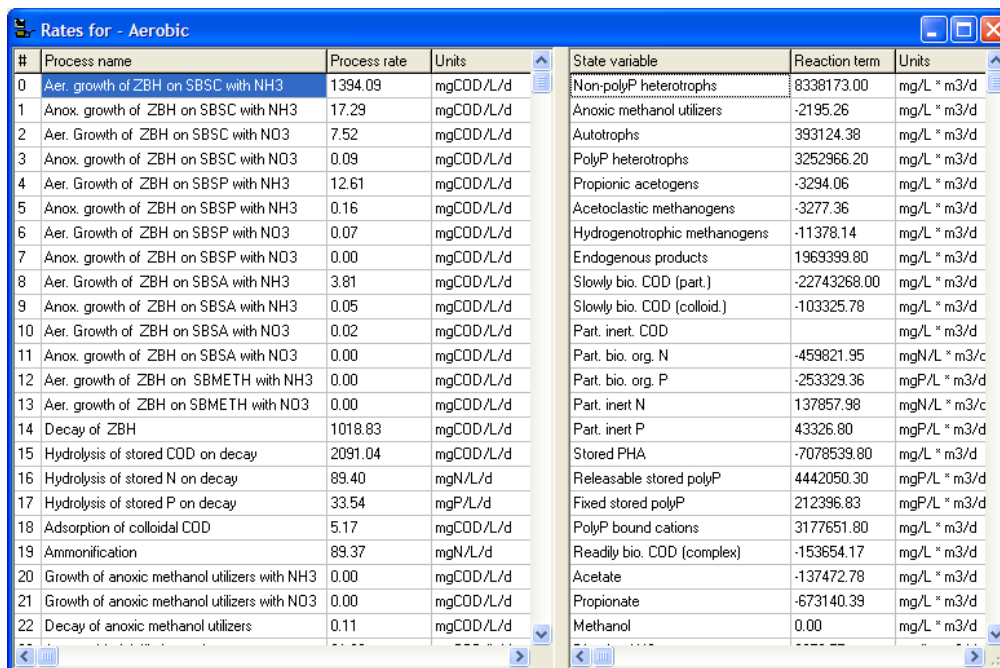 Rates for - Aerobic
# Process name Process rate Units State variable Reaction term Units
0 Aer. growth of ZBH on SBSC with NH3 1394.09 mgCOD/L/d Non-polyP heterotrophs 8338173.00 mg/L * m3/d
1 Anox. growth of ZBH on SBSC with NH3 17.29 mgCOD/L/d Anoxic methanol utilizers -2195.26 mg/L * m3/d
2 Aer. Growth of ZBH on SBSC with NO3 7.52 mgCOD/L/d Autotrophs 393124.38 mg/L * m3/d
3 Anox. growth of ZBH on SBSC with NO3 0.09 mgCOD/L/d PolyP heterotrophs 3252966.20 mg/L * m3/d
4 Aer. Growth of ZBH on SBSP with NH3 12.61 mgCOD/L/d Propionic acetogens -3294.06 mg/L * m3/d
5 Anox. growth of ZBH on SBSP with NH3 0.16 mgCOD/L/d Acetoclastic methanogens -3277.36 mg/L * m3/d
6 Aer. Growth of ZBH on SBSP with NO3 0.07 mgCOD/L/d Hydrogenotrophic methanogens -11378.14 mg/L * m3/d
7 Anox. growth of ZBH on SBSP with NO3 0.00 mgCOD/L/d Endogenous products 1969399.80 mg/L * m3/d
8 Aer. Growth of ZBH on SBSA with NH3 3.81 mgCOD/L/d Slowly bio. COD (part.) -22743268.00 mg/L * m3/d
9 Anox. growth of ZBH on SBSA with NH3 0.05 mgCOD/L/d Slowly bio. COD (colloid.) -103325.78 mg/L * m3/d
10 Aer. Growth of ZBH on SBSA with NO3 0.02 mgCOD/L/d Part. inert. COD mg/L * m3/d
11 Anox. growth of ZBH on SBSA with NO3 0.00 mgCOD/L/d Part. bio. org. N -459821.95 mgN/L * m3/d
12 Aer. growth of ZBH on SBMETH with NH3 0.00 mgCOD/L/d Part. bio. org. P -253329.36 mgP/L * m3/d
13 Aer. growth of ZBH on SBMETH with NO3 0.00 mgCOD/L/d Part. inert N 137857.98 mgN/L * m3/d
14 Decay of ZBH 1018.83 mgCOD/L/d Part. inert P 43326.80 mgP/L * m3/d
15 Hydrolysis of stored COD on decay 2091.04 mgCOD/L/d Stored PHA -7078539.80 mg/L * m3/d
16 Hydrolysis of stored N on decay 89.40 mgN/L/d Releasable stored polyP 4442050.30 mgP/L * m3/d
17 Hydrolysis of stored P on decay 33.54 mgP/L/d Fixed stored polyP 212396.83 mgP/L * m3/d
18 Adsorption of colloidal COD 5.17 mgCOD/L/d PolyP bound cations 3177651.80 mg/L * m3/d
19 Ammonification 89.37 mgN/L/d Readily bio. COD (complex) -153654.17 mg/L * m3/d
20 Growth of anoxic methanol utilizers with NH3 0.00 mgCOD/L/d Acetate -137472.78 mg/L * m3/d
21 Growth of anoxic methanol utilizers with NO3 0.00 mgCOD/L/d Propionate -673140.39 mg/L * m3/d
22 Decay of anoxic methanol utilizers 0.11 mgCOD/L/d Methanol 0.00 mg/L * m3/d